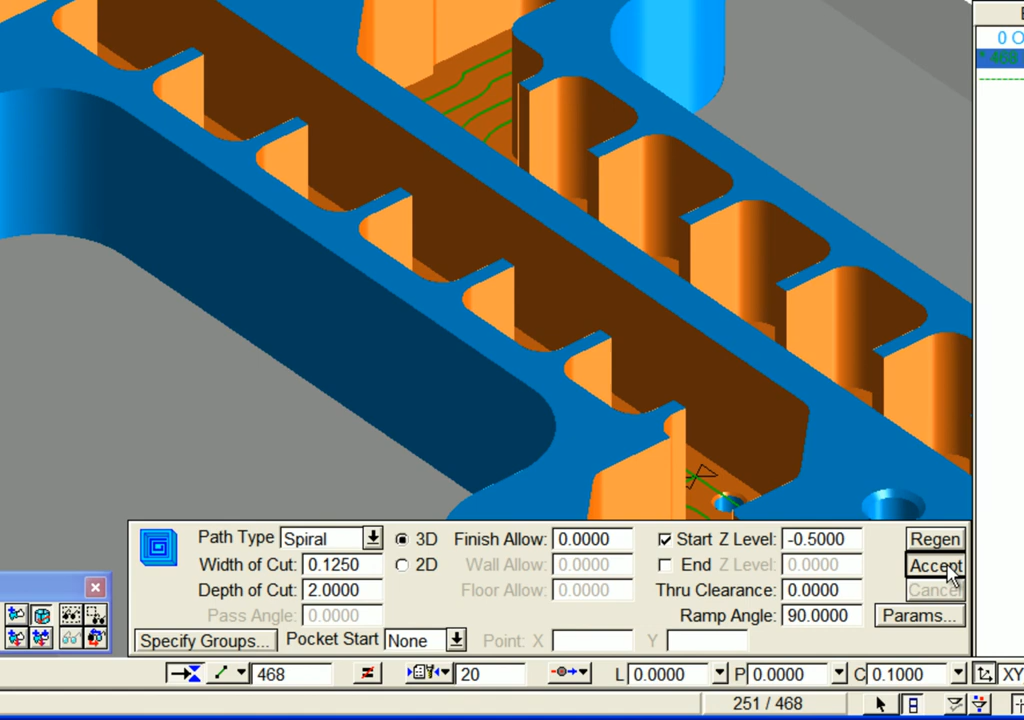 0 O
* 468
Path Type Spiral 3D Finish Allow: 0.0000 Start Z Level: -0.5000 Regen
Width of Cut: 0.1250 2D Wall Allow: 0.0000 End Z Level: 0.0000 Accept
Depth of Cut: 2.0000 Floor Allow: 0.0000 Thru Clearance: 0.0000 Cancel
Pass Angle: 0.0000 Ramp Angle: 90.0000 Params...
Specify Groups... Pocket Start None Point: X Y
468 20 L 0.0000 P 0.0000 C 0.1000 XY
251 / 468